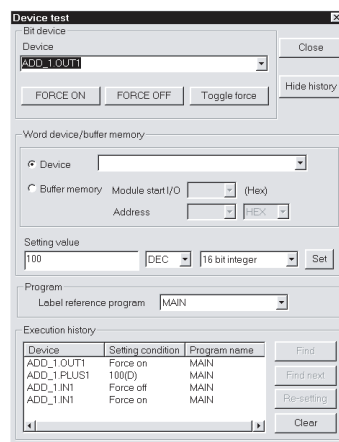 Device test
Bit device
Device
ADD_1.OUT1
Close
FORCE ON FORCE OFF Toggle force
Hide history
Word device/buffer memory
Device
Buffer memory Module start I/O (Hex)
Address HEX
Setting value
100 DEC 16 bit integer Set
Program
Label reference program MAIN
Execution history
Device Setting condition Program name
ADD_1.OUT1 Force on MAIN
ADD_1.PLUS1 100(D) MAIN
ADD_1.IN1 Force off MAIN
ADD_1.IN1 Force on MAIN
Find
Find next
Re-setting
Clear